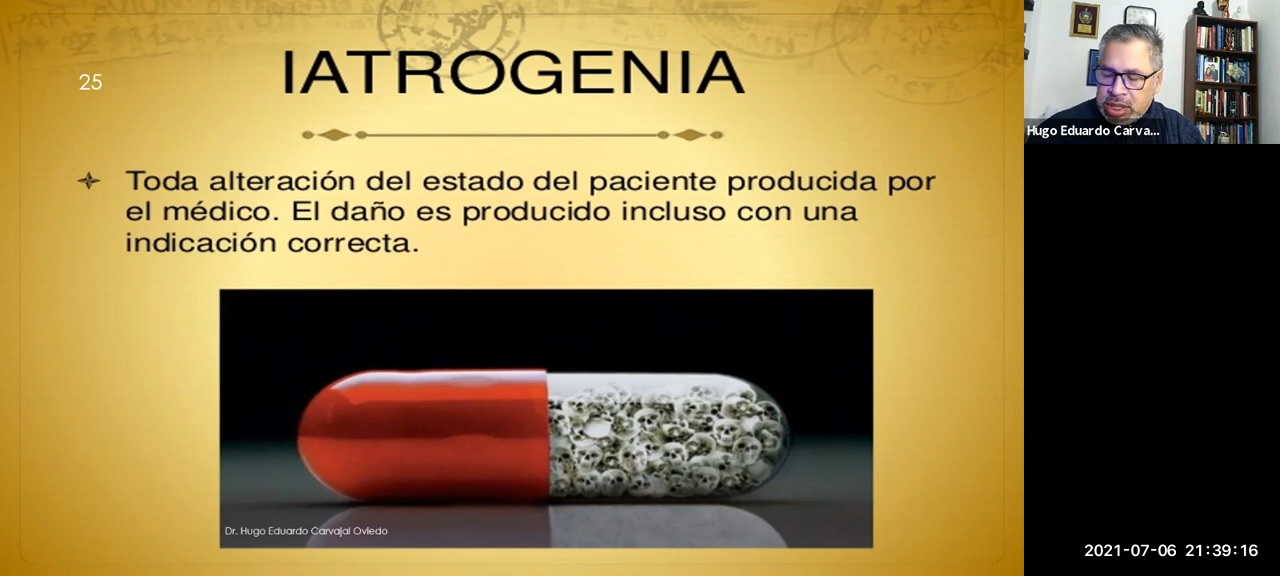 25
IATROGENIA
Toda alteración del estado del paciente producida por
el médico. El daño es producido incluso con una
indicación correcta.
Dr. Hugo Eduardo Carvajal Oviedo
Hugo Eduardo Carva...
2021-07-06 21:39:16